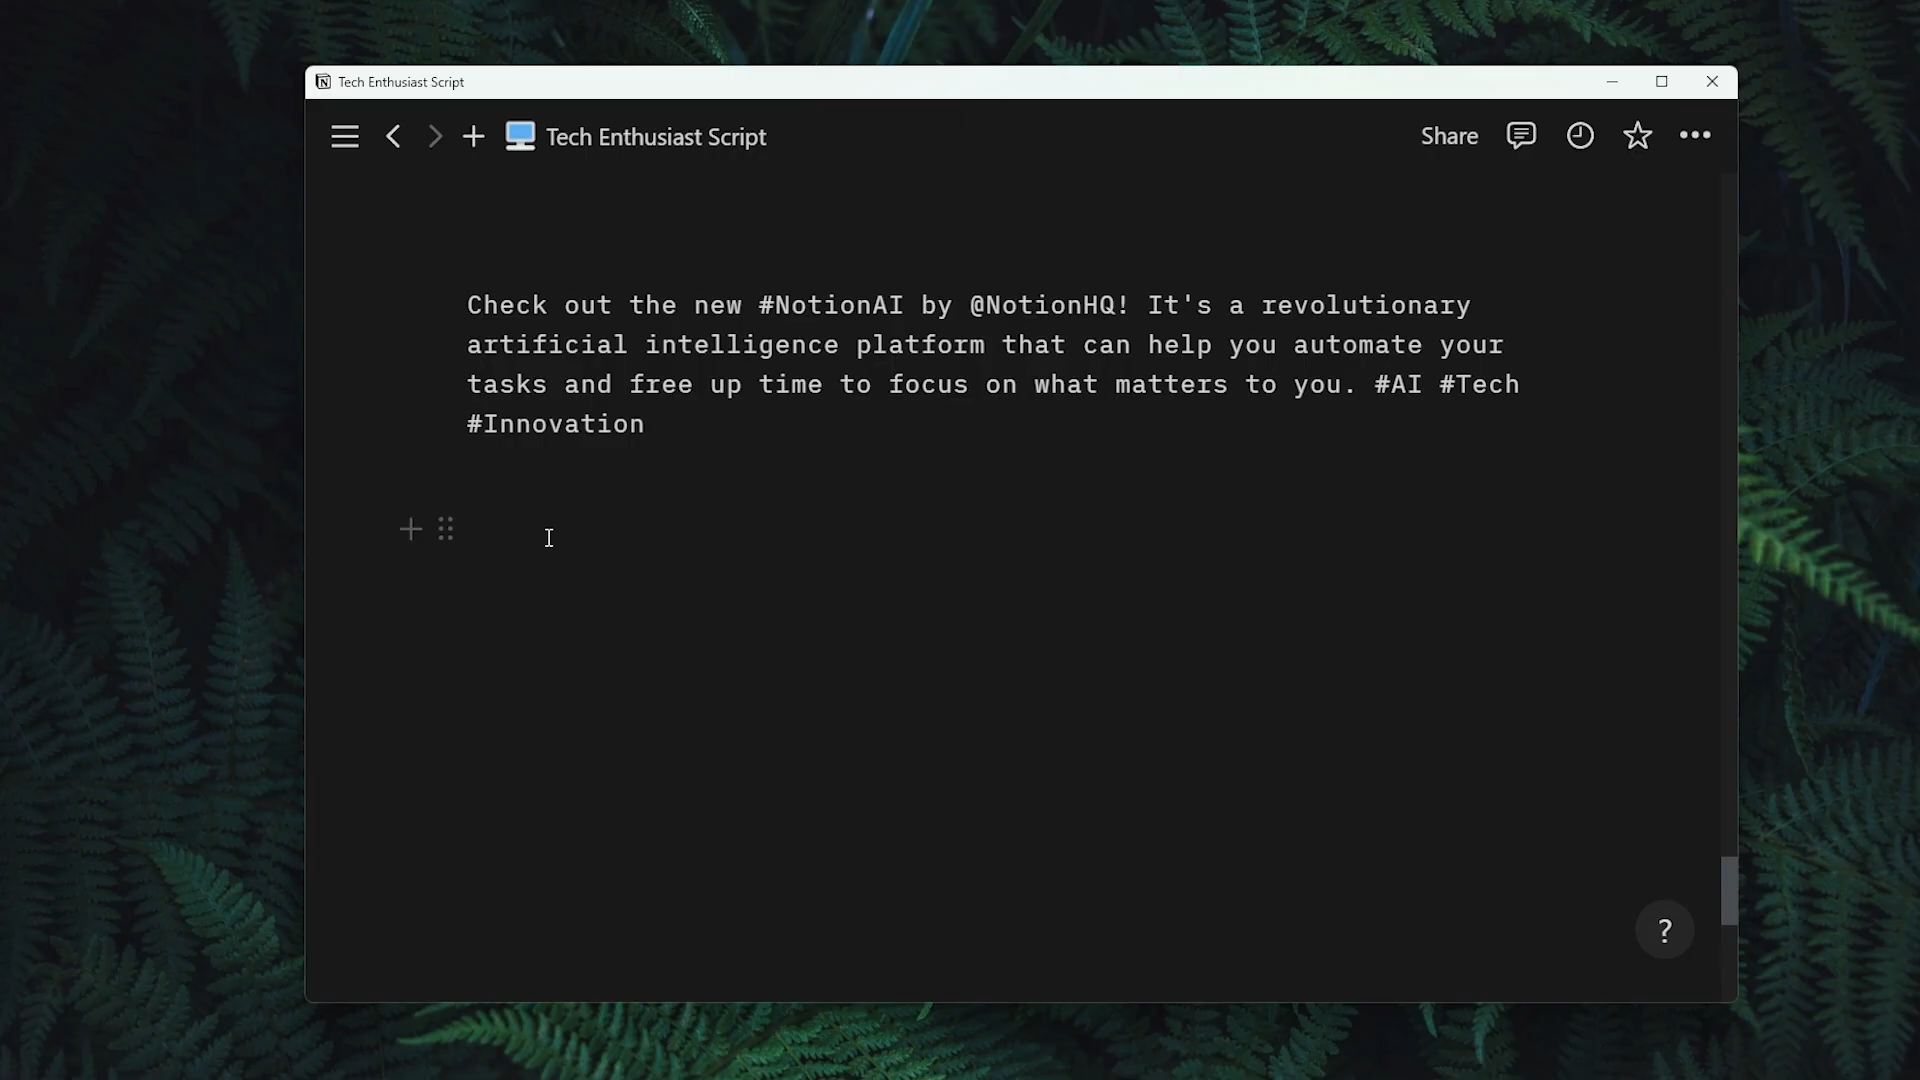 Tech Enthusiast Script
Tech Enthusiast Script
Share
Check out the new #NotionAI by @NotionHQ! It's a revolutionary
artificial intelligence platform that can help you automate your
tasks and free up time to focus on what matters to you. #AI #Tech
#Innovation
?